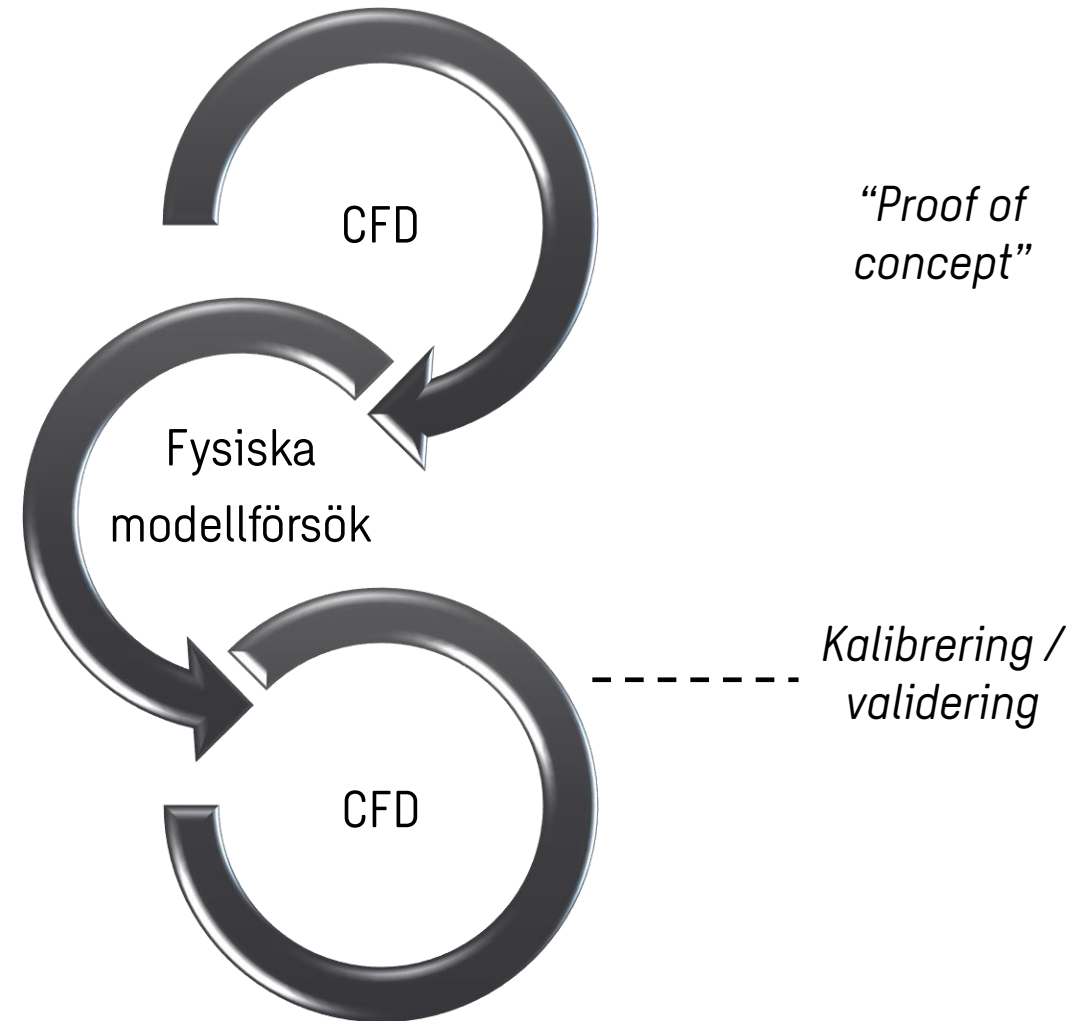 CFD
“Proof of
concept”
Fysiska
modellförsök
Kalibrering /
validering
CFD